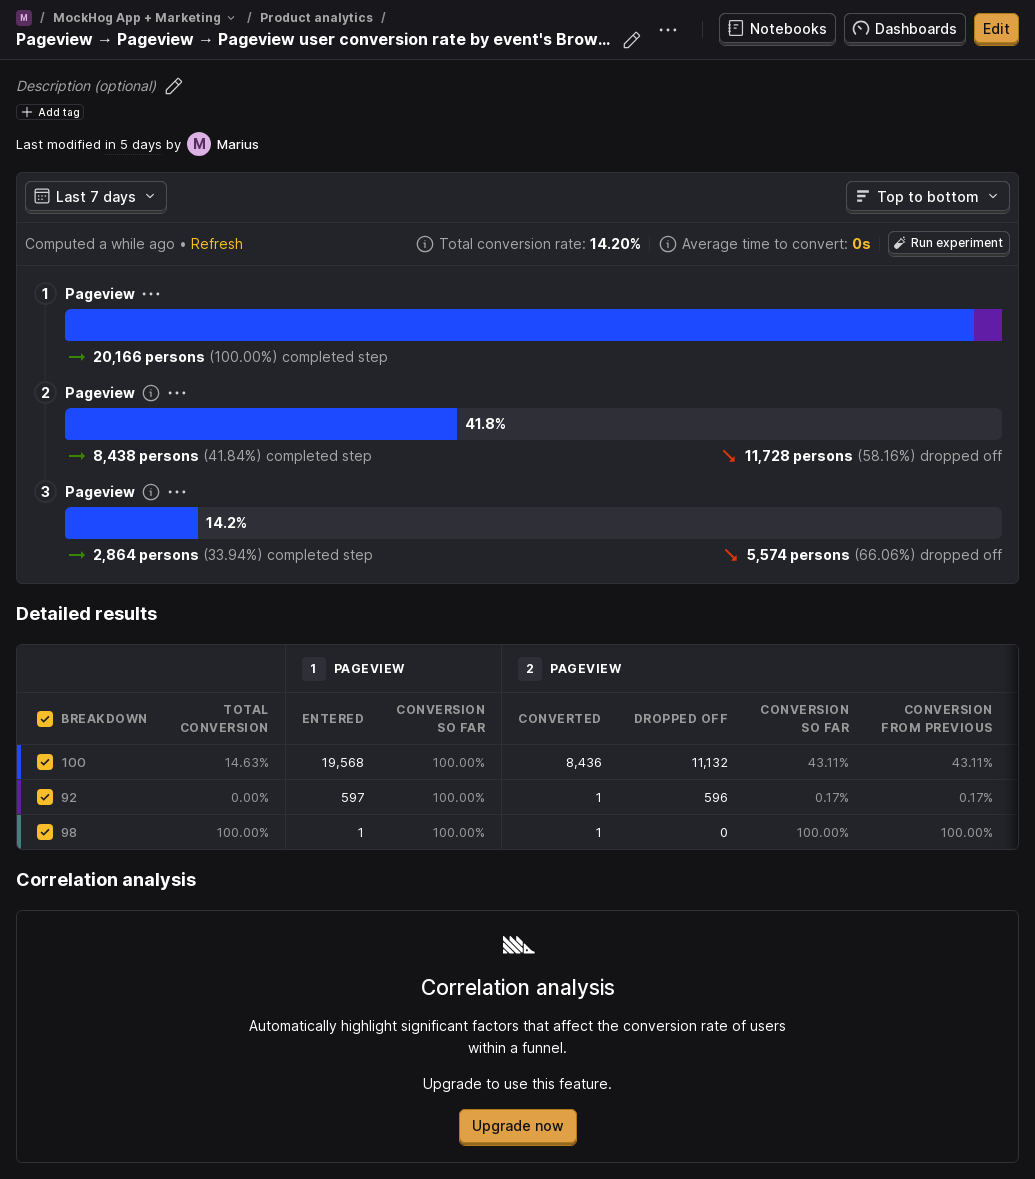 M / MockHog App + Marketing / Product analytics /
Pageview → Pageview → Pageview user conversion rate by event's Brow...
Notebooks
Dashboards
Edit
Description (optional)
Add tag
Last modified in 5 days by M Marius
Last 7 days
Top to bottom
Computed a while ago • Refresh
Total conversion rate: 14.20%
Average time to convert: 0s
Run experiment
1 Pageview
20,166 persons (100.00%) completed step
2 Pageview
41.8%
8,438 persons (41.84%) completed step
11,728 persons (58.16%) dropped off
3 Pageview
14.2%
2,864 persons (33.94%) completed step
5,574 persons (66.06%) dropped off
Detailed results
1 PAGEVIEW
2 PAGEVIEW
BREAKDOWN
TOTAL
CONVERSION
ENTERED
CONVERSION
SO FAR
CONVERTED
DROPPED OFF
CONVERSION
SO FAR
CONVERSION
FROM PREVIOUS
100 14.63% 19,568 100.00% 8,436 11,132 43.11% 43.11%
92 0.00% 597 100.00% 1 596 0.17% 0.17%
98 100.00% 1 100.00% 1 0 100.00% 100.00%
Correlation analysis
Correlation analysis
Automatically highlight significant factors that affect the conversion rate of users
within a funnel.
Upgrade to use this feature.
Upgrade now